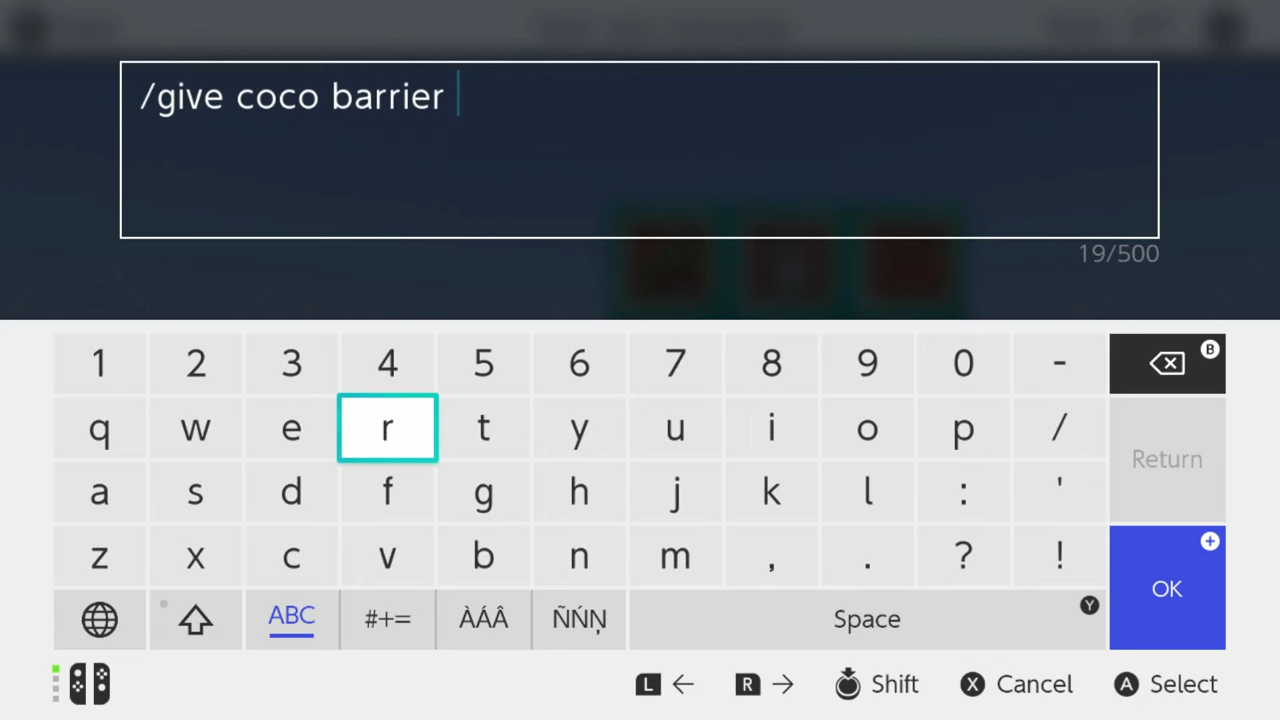 /give coco barrier
19/500
1 2 3 4 5 6 7 8 9 0 - B
q w e r t y u i o p / Return
a s d f g h j k l : '
z x c v b n m , . ? ! + OK
ABC #+= ÀÁÂ ÑŃŅ Space Y
L ← R → Shift X Cancel A Select